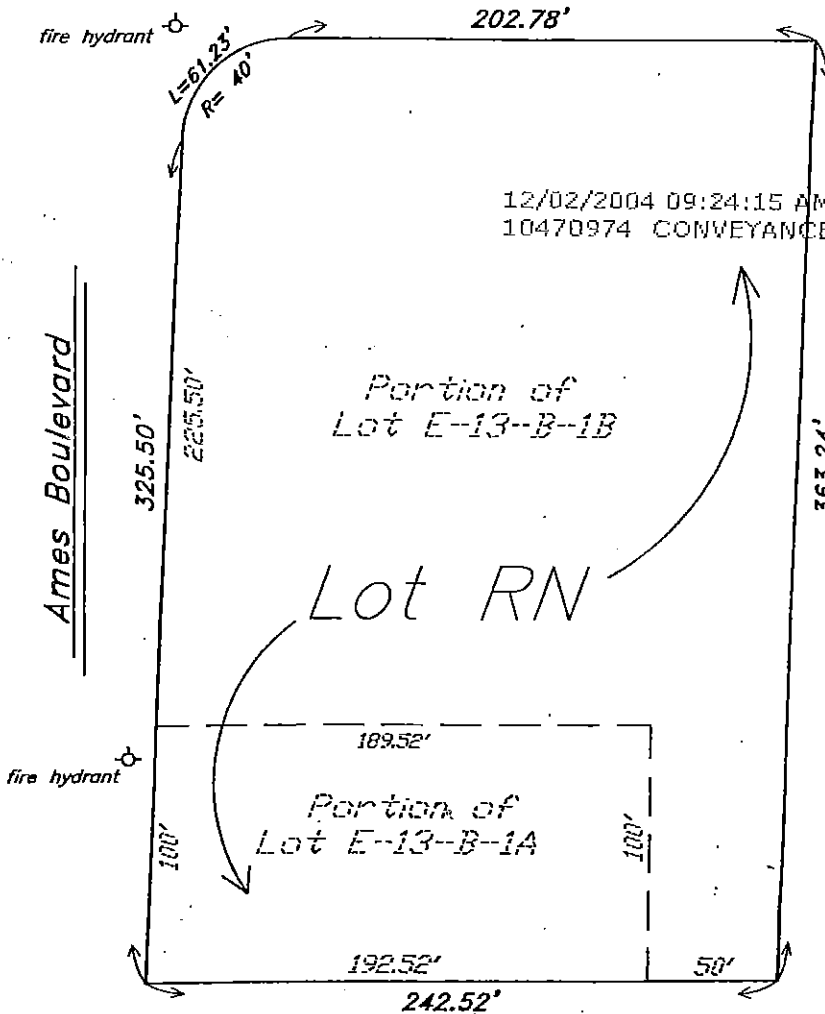 202.78'
fire hydrant
L=61.23'
R= 40'
12/02/2004 09:24:15 AM
10470974 CONVEYANCE
Ames Boulevard
325.50'
225.50'
Portion of
Lot E-13-B-1B
363.24'
Lot RN
189.52'
fire hydrant
100'
Portion of
Lot E-13-B-1A
100'
192.52'
50'
242.52'